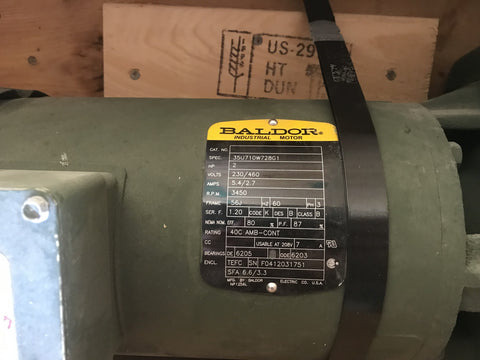 US-29
HT
DUN
BALDOR
INDUSTRIAL MOTOR
CAT. NO.
SPEC. 35U710W728G1
HP 2
VOLTS 230/460
AMPS 5.4/2.7
R.P.M. 3450
FRAME 56J HZ 60 PH 3
SER. F. 1.20 CODE K DES B CLASS B
NEMA NOM. EFF. 80 % P.F. 87 %
RATING 40C AMB-CONT
CC USABLE AT 208V 7 A
BEARINGS DE 6205 ODE 6203
ENCL. TEFC SN F0412031751
SFA 6.6/3.3
MFG. BY BALDOR ELECTRIC CO. U.S.A.